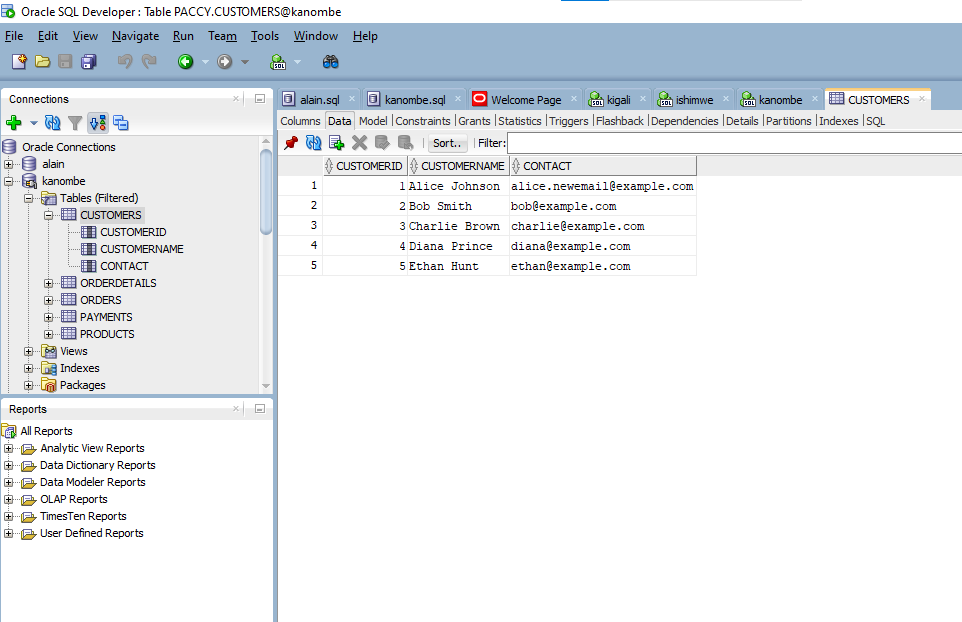 Oracle SQL Developer : Table PACCY.CUSTOMERS@kanombe
File Edit View Navigate Run Team Tools Window Help
Connections
Oracle Connections
alain
kanombe
Tables (Filtered)
CUSTOMERS
CUSTOMERID
CUSTOMERNAME
CONTACT
ORDERDETAILS
ORDERS
PAYMENTS
PRODUCTS
Views
Indexes
Packages
Reports
All Reports
Analytic View Reports
Data Dictionary Reports
Data Modeler Reports
OLAP Reports
TimesTen Reports
User Defined Reports
alain.sql kanombe.sql Welcome Page kigali ishimwe kanombe CUSTOMERS
Columns Data Model Constraints Grants Statistics Triggers Flashback Dependencies Details Partitions Indexes SQL
Sort.. Filter:
CUSTOMERID CUSTOMERNAME CONTACT
1 1 Alice Johnson alice.newemail@example.com
2 2 Bob Smith bob@example.com
3 3 Charlie Brown charlie@example.com
4 4 Diana Prince diana@example.com
5 5 Ethan Hunt ethan@example.com